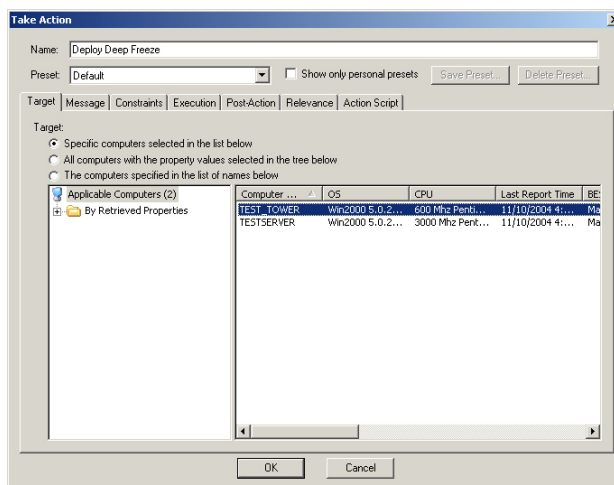 Take Action
Name: Deploy Deep Freeze
Preset: Default Show only personal presets Save Preset... Delete Preset...
Target Message Constraints Execution Post-Action Relevance Action Script
Target:
Specific computers selected in the list below
All computers with the property values selected in the tree below
The computers specified in the list of names below
Applicable Computers (2)
By Retrieved Properties
Computer ... OS CPU Last Report Time BE
TEST_TOWER Win2000 5.0.2... 600 Mhz Penti... 11/10/2004 4:... Ma
TESTSERVER Win2000 5.0.2... 3000 Mhz Pent... 11/10/2004 4:... Ma
OK Cancel